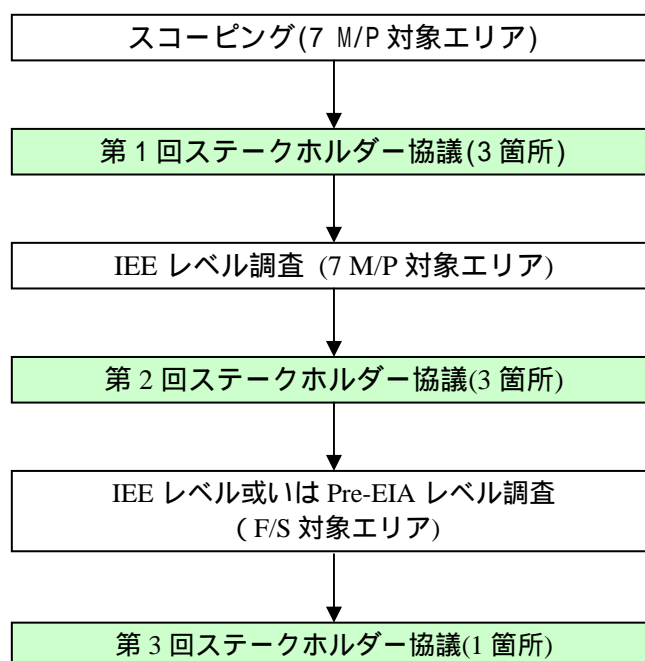 スコーピング(7 M/P 対象エリア)
第1回ステークホルダー協議(3 箇所)
IEE レベル調査 (7 M/P 対象エリア)
第 2 回ステークホルダー協議(3 箇所)
IEE レベル或いは Pre-EIA レベル調査
( F/S 対象エリア)
第 3 回ステークホルダー協議(1 箇所)